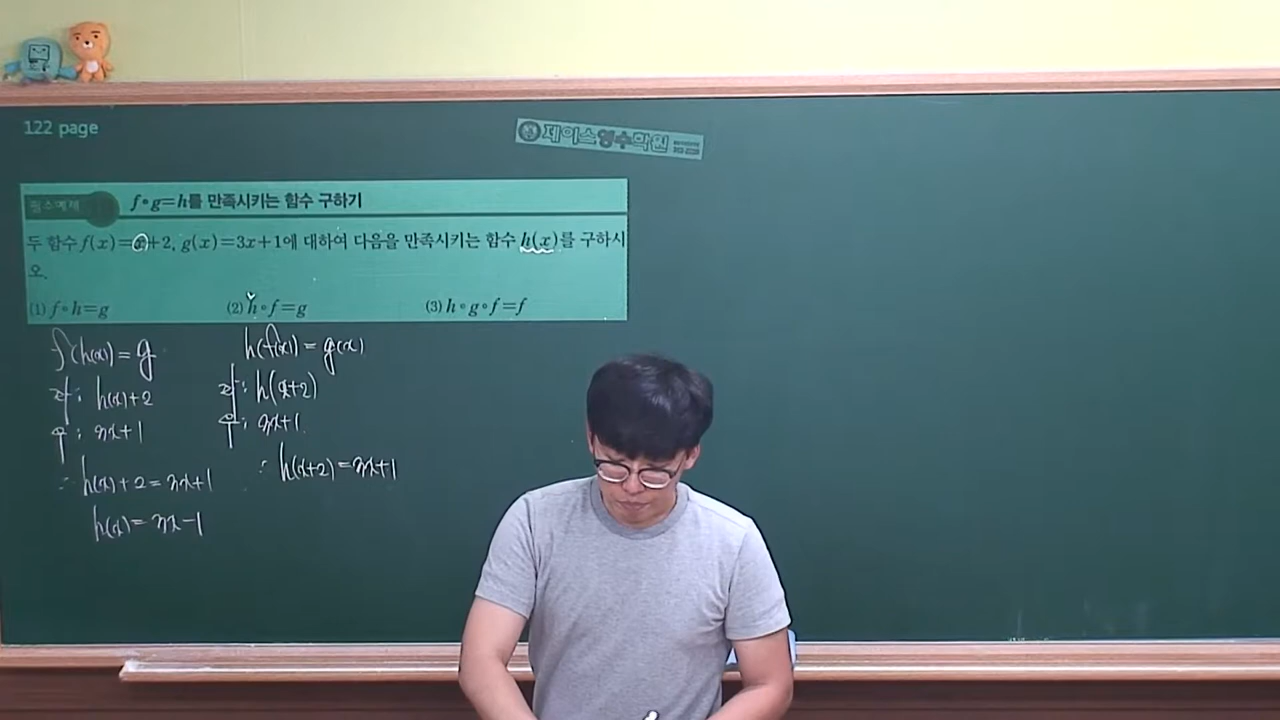 122 page
제이스영수학원
필수예제
f∘g=h를 만족시키는 함수 구하기
두 함수 f(x)=x+2, g(x)=3x+1에 대하여 다음을 만족시키는 함수 h(x)를 구하시
오.
(1) f∘h=g (2) h∘f=g (3) h∘g∘f=f
f(h(x))=g
좌: h(x)+2
우: 3x+1
∴ h(x)+2=3x+1
h(x)=3x-1
h(f(x))=g(x)
좌: h(x+2)
우: 3x+1
∴ h(x+2)=3x+1